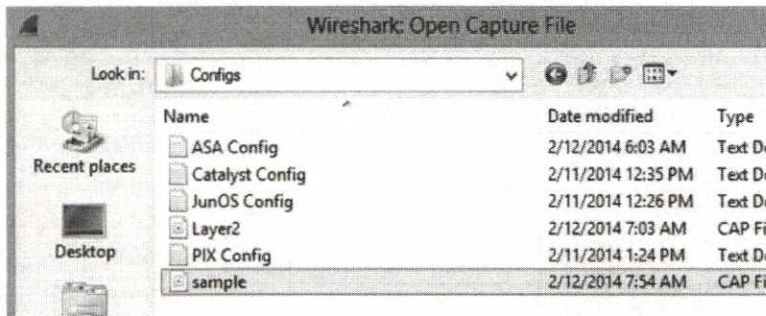 Wireshark: Open Capture File
Look in: Configs
Name Date modified Type
Recent places
ASA Config 2/12/2014 6:03 AM Text Do
Catalyst Config 2/11/2014 12:35 PM Text Do
JunOS Config 2/11/2014 12:26 PM Text Do
Layer2 2/12/2014 7:03 AM CAP Fi
Desktop
PIX Config 2/11/2014 1:24 PM Text Do
sample 2/12/2014 7:54 AM CAP Fi